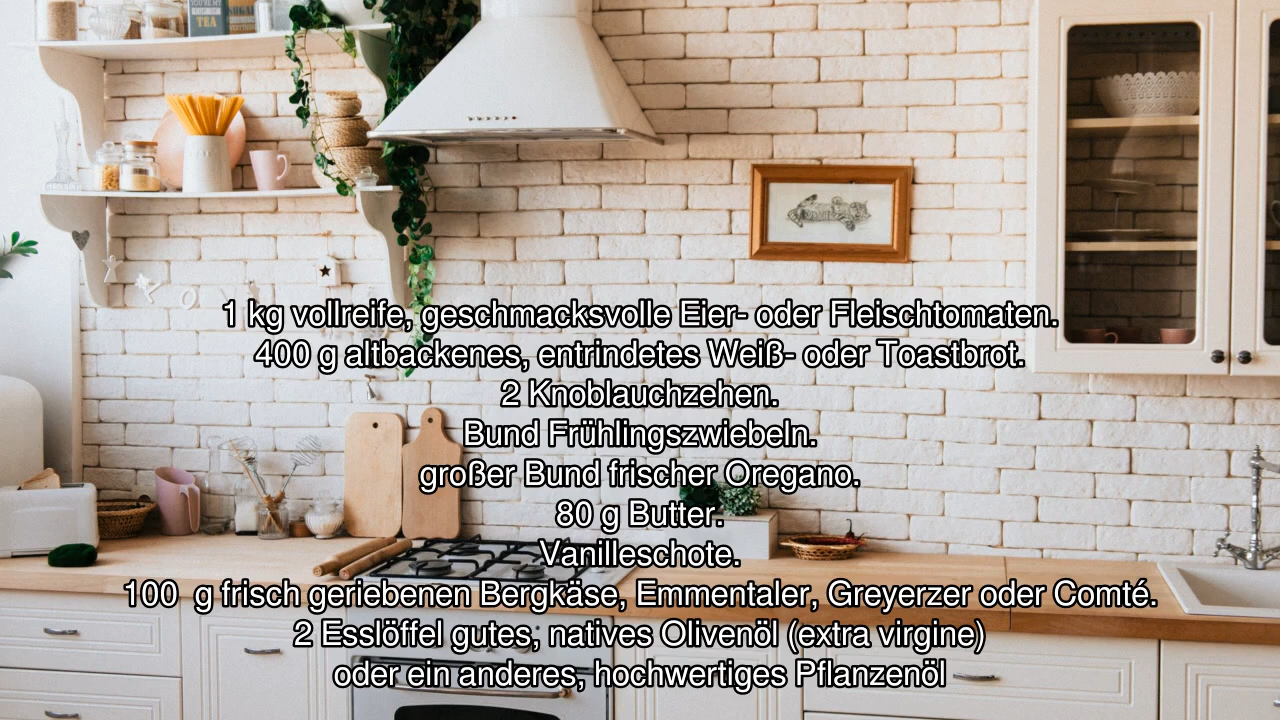 TEA
1 kg vollreife, geschmacksvolle Eier- oder Fleischtomaten.
400 g altbackenes, entrindetes Weiß- oder Toastbrot.
2 Knoblauchzehen.
Bund Frühlingszwiebeln.
großer Bund frischer Oregano.
80 g Butter.
Vanilleschote.
100  g frisch geriebenen Bergkäse, Emmentaler, Greyerzer oder Comté.
2 Esslöffel gutes, natives Olivenöl (extra virgine)
oder ein anderes, hochwertiges Pflanzenöl